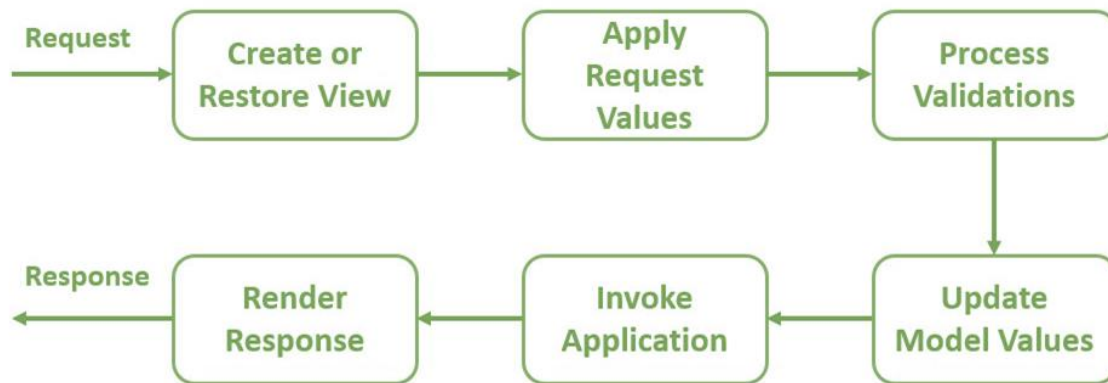 Request
Create or
Restore View
Apply
Request
Values
Process
Validations
Response
Render
Response
Invoke
Application
Update
Model Values